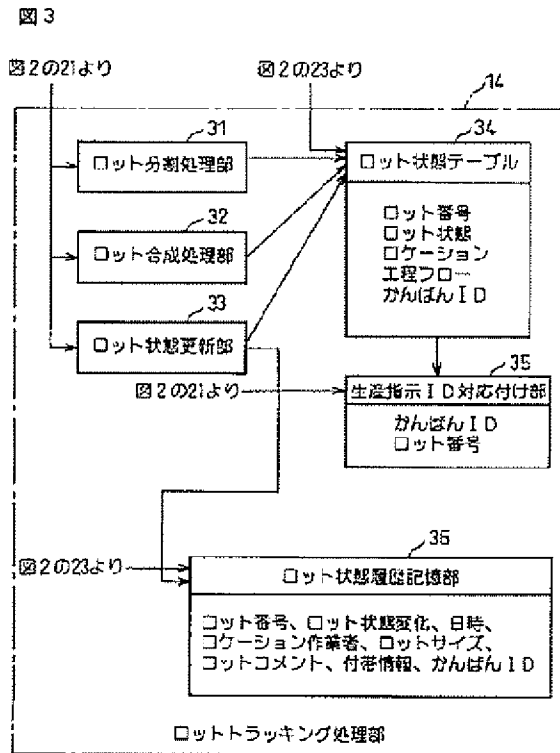 図3
図2の21より
図2の23より
14
31
ロット分割処理部
34
ロット状態テーブル
ロット番号
ロット状態
ロケーション
工程フロー
かんばんID
32
ロット合成処理部
33
ロット状態更新部
35
図2の21より
生産指示ID対応付け部
かんばんID
ロット番号
36
図2の23より
ロット状態履歴記憶部
ロット番号、ロット状態変化、日時、
ロケーション作業者、ロットサイズ、
ロットコメント、付帯情報、かんばんID
ロットトラッキング処理部